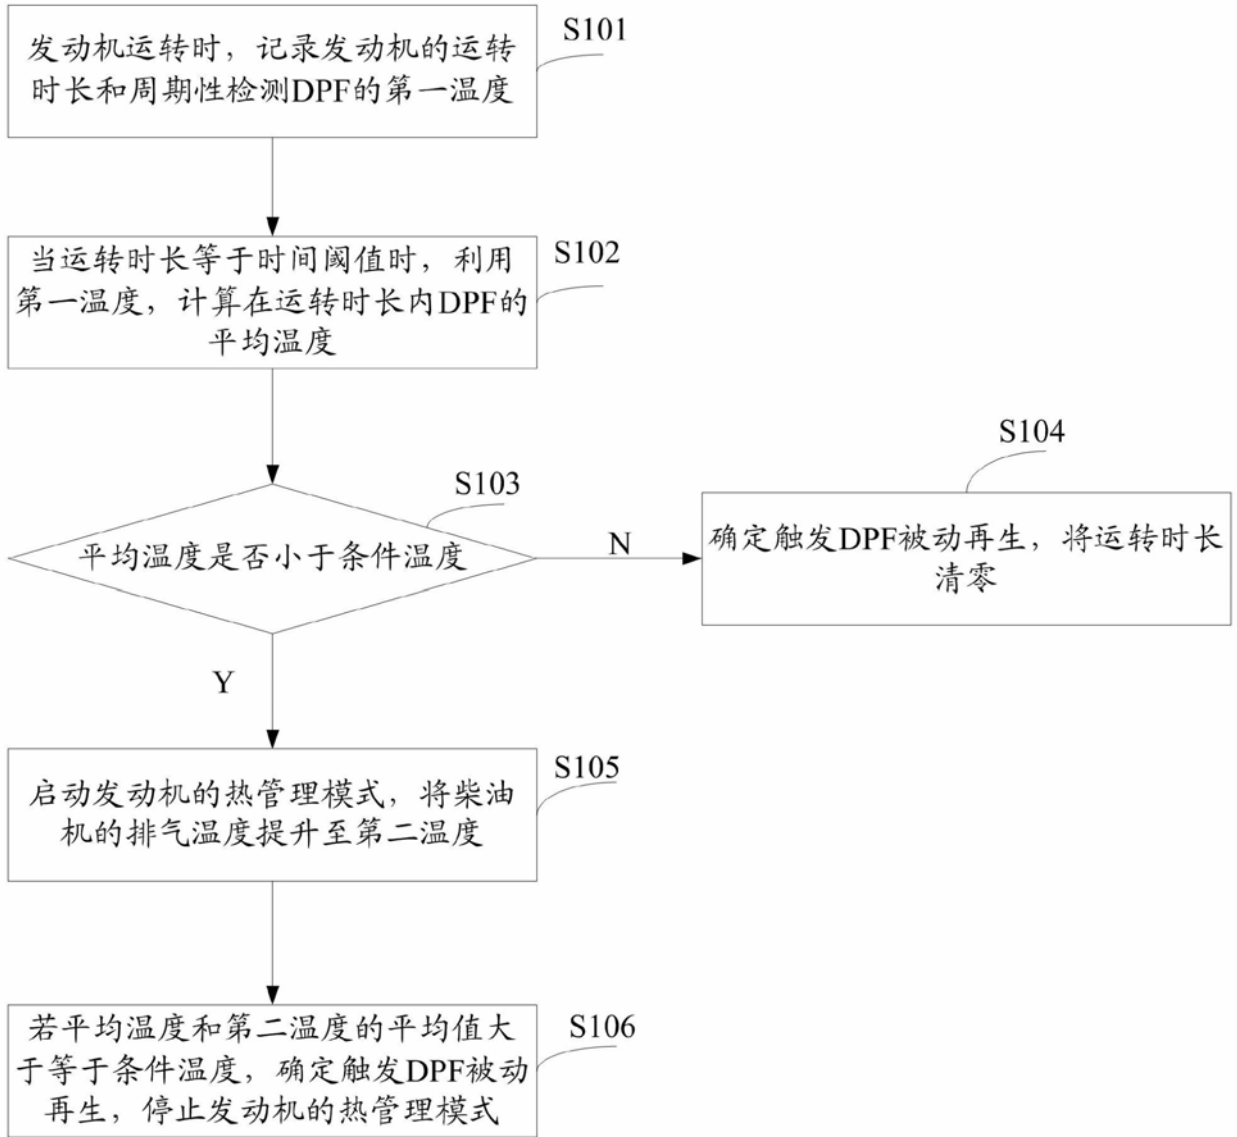 S101
发动机运转时，记录发动机的运转
时长和周期性检测DPF的第一温度
S102
当运转时长等于时间阈值时，利用
第一温度，计算在运转时长内DPF的
平均温度
S103
平均温度是否小于条件温度
N
S104
确定触发DPF被动再生，将运转时长
清零
Y
S105
启动发动机的热管理模式，将柴油
机的排气温度提升至第二温度
S106
若平均温度和第二温度的平均值大
于等于条件温度，确定触发DPF被动
再生，停止发动机的热管理模式